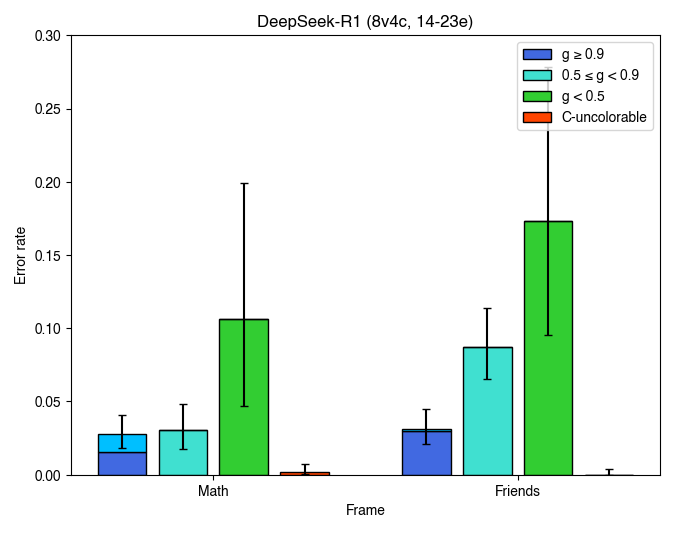 DeepSeek-R1 (8v4c, 14-23e)
g ≥ 0.9
0.5 ≤ g < 0.9
g < 0.5
C-uncolorable
0.30
0.25
0.20
0.15
0.10
0.05
0.00
Error rate
Math
Friends
Frame